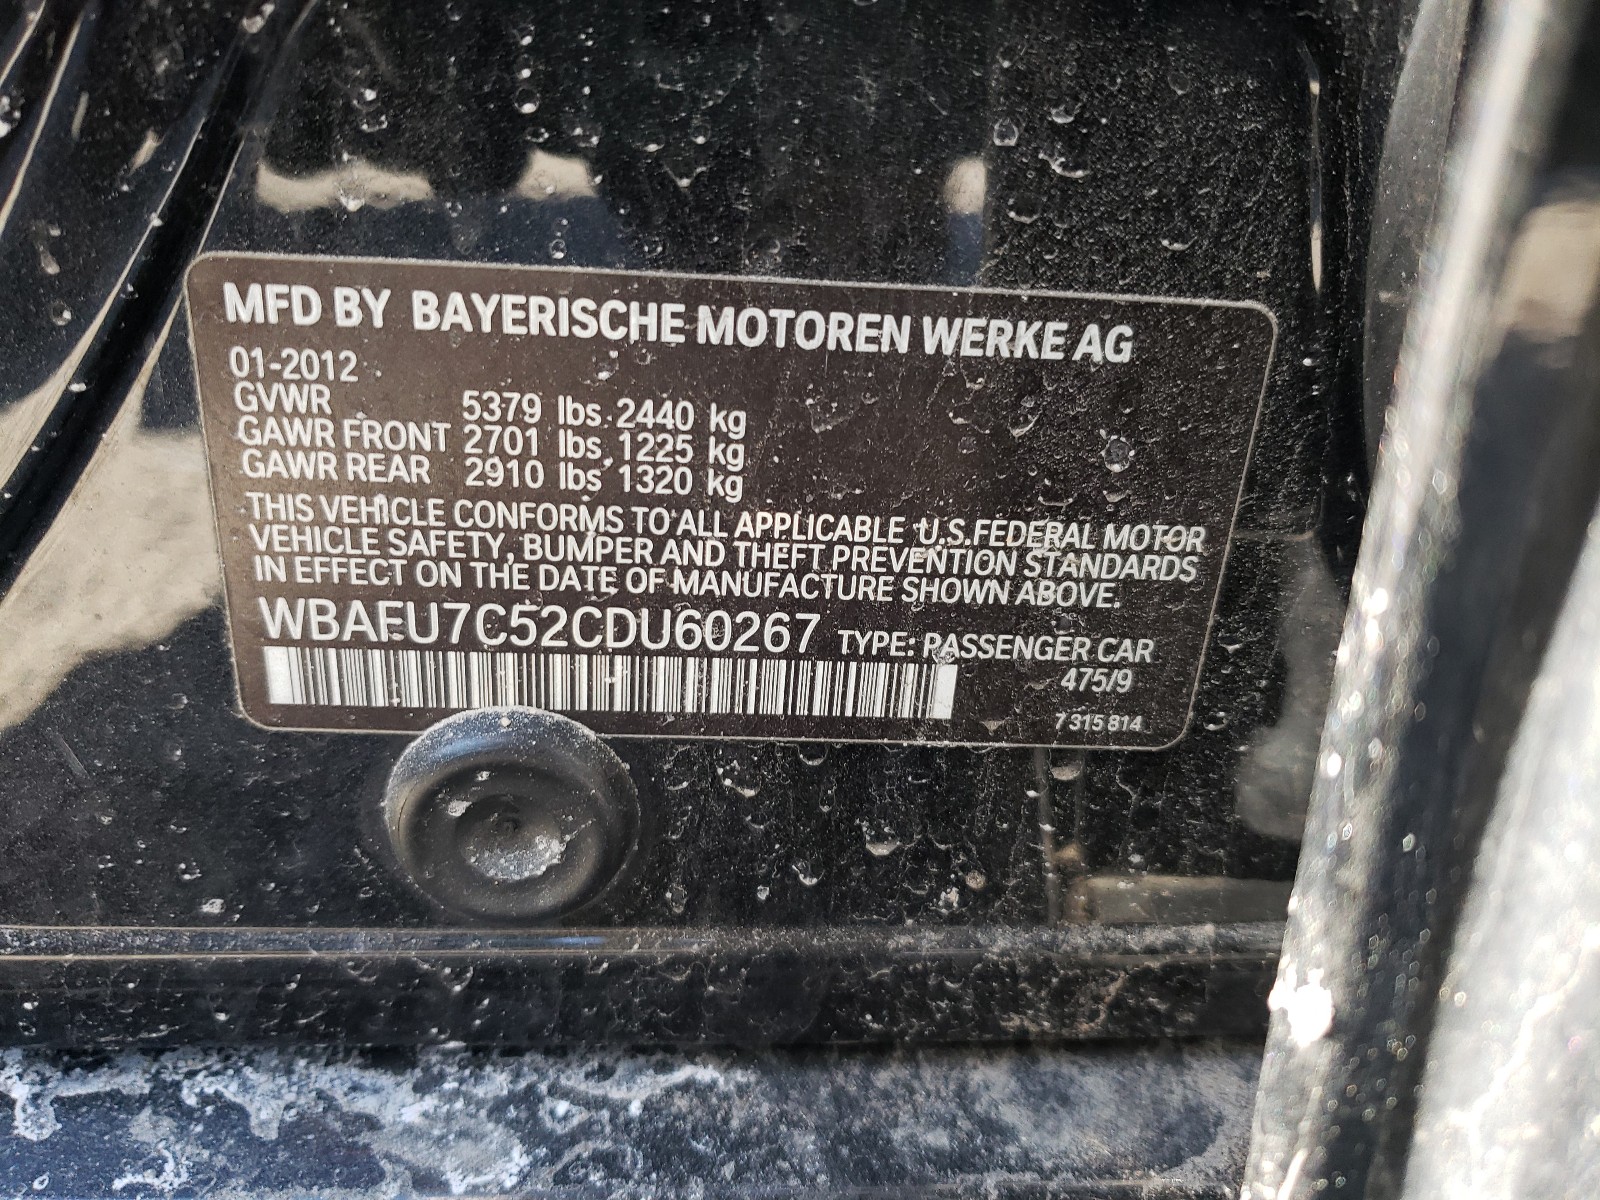 MFD BY BAYERISCHE MOTOREN WERKE AG
01-2012
GVWR 5379 lbs 2440 kg
GAWR FRONT 2701 lbs 1225 kg
GAWR REAR 2910 lbs 1320 kg
THIS VEHICLE CONFORMS TO ALL APPLICABLE U.S.FEDERAL MOTOR
VEHICLE SAFETY, BUMPER AND THEFT PREVENTION STANDARDS
IN EFFECT ON THE DATE OF MANUFACTURE SHOWN ABOVE.
WBAFU7C52CDU60267 TYPE: PASSENGER CAR
475/9
7 315 814